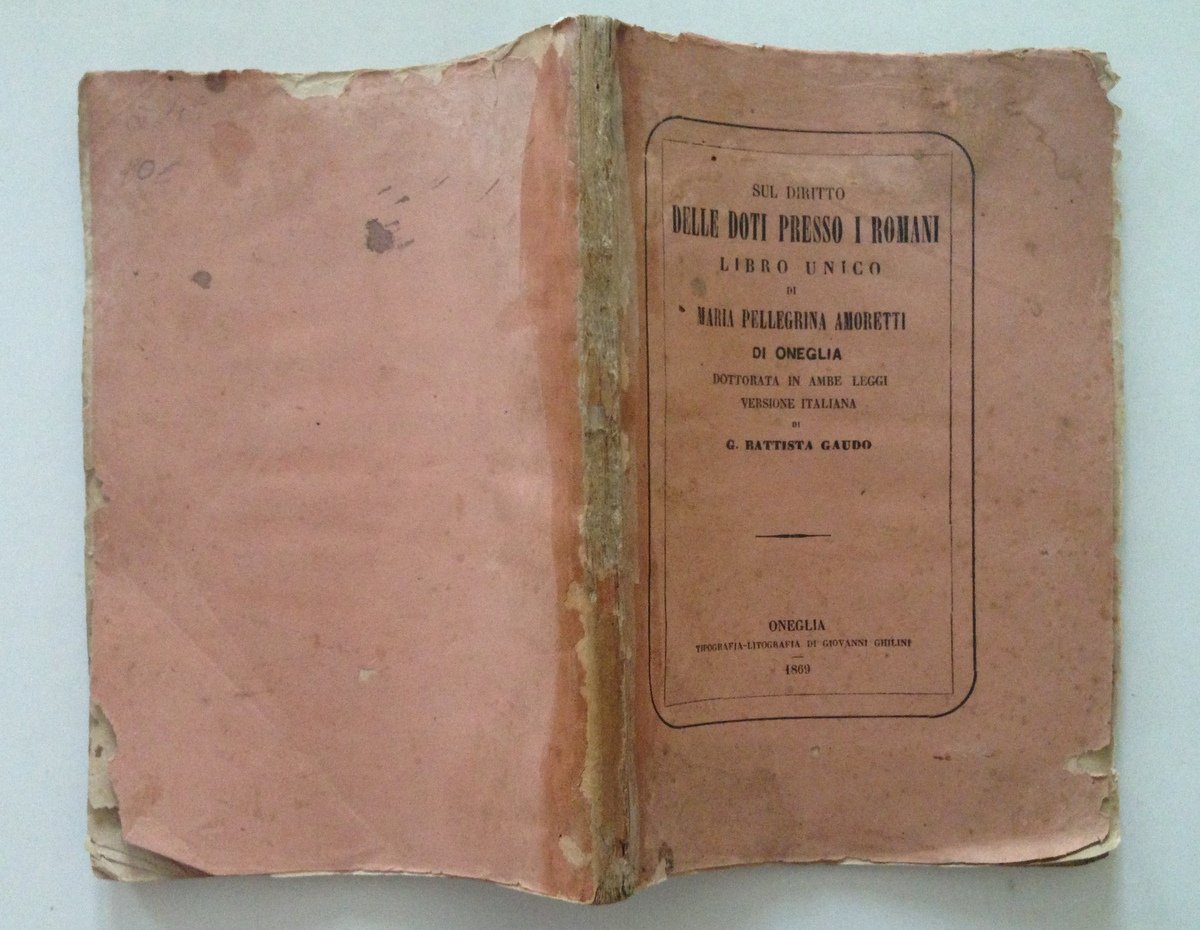 SUL DIRITTO
DELLE DOTI PRESSO I ROMANI
LIBRO UNICO
DI
MARIA PELLEGRINA AMORETTI
DI ONEGLIA
DOTTORATA IN AMBE LEGGI
VERSIONE ITALIANA
DI
G. BATTISTA GAUDO
ONEGLIA
TIPOGRAFIA-LITOGRAFIA DI GIOVANNI GHILINI
1869